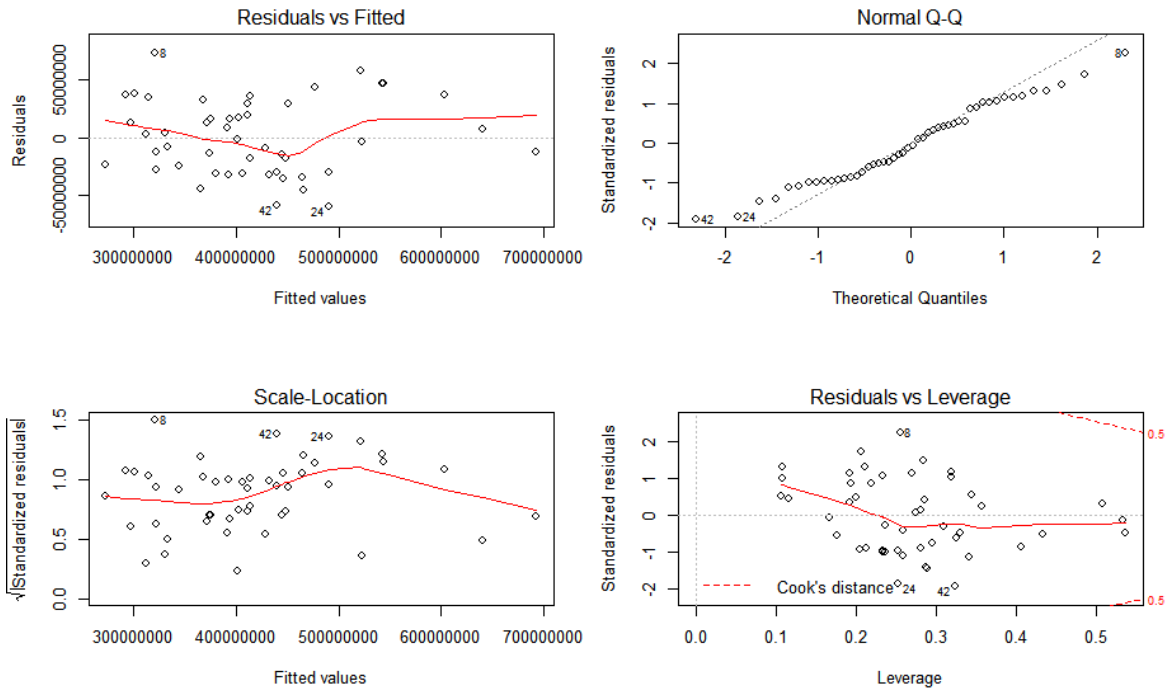 Residuals vs Fitted
Residuals
50000000
0
-50000000
8
42
24
300000000 400000000 500000000 600000000 700000000
Fitted values
Normal Q-Q
Standardized residuals
2
1
0
-1
-2
8
42
24
-2 -1 0 1 2
Theoretical Quantiles
Scale-Location
√|Standardized residuals|
1.5
1.0
0.5
0.0
8
42
24
300000000 400000000 500000000 600000000 700000000
Fitted values
Residuals vs Leverage
Standardized residuals
2
1
0
-1
-2
8
0.5
Cook's distance
24
42
0.5
0.0 0.1 0.2 0.3 0.4 0.5
Leverage